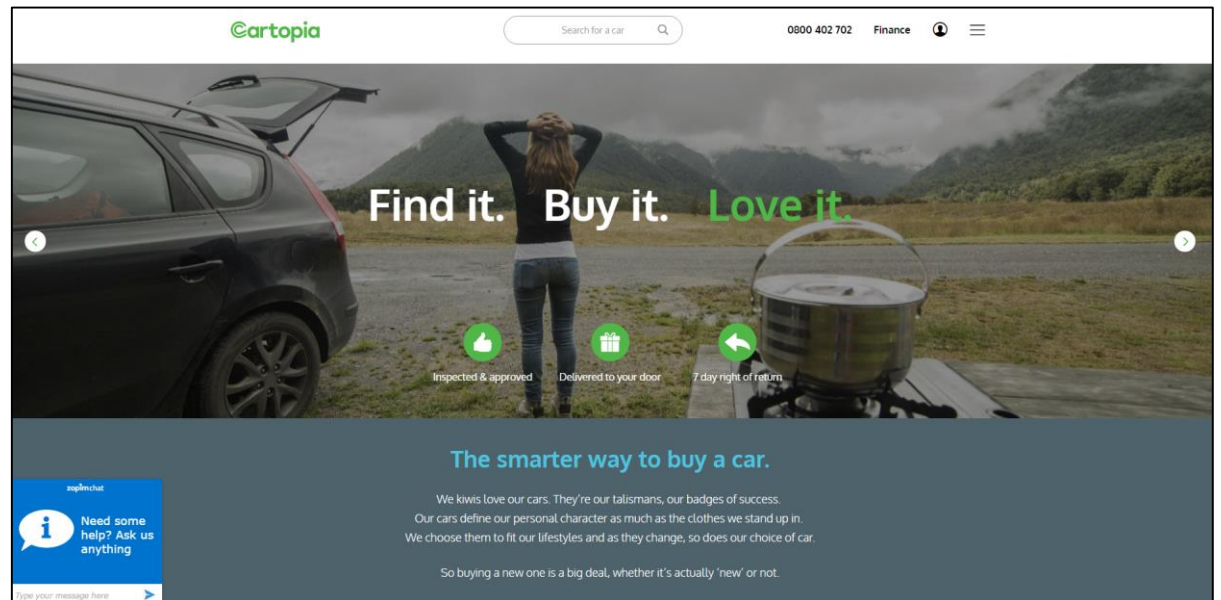 Cartopia
Search for a car
0800 402 702
Finance
Find it. Buy it. Love it.
Inspected & approved
Delivered to your door
7 day right of return
The smarter way to buy a car.
We kiwis love our cars. They're our talismans, our badges of success.
Our cars define our personal character as much as the clothes we stand up in.
We choose them to fit our lifestyles and as they change, so does our choice of car.
So buying a new one is a big deal, whether it's actually 'new' or not.
zopim chat
Need some
help? Ask us
anything
Type your message here